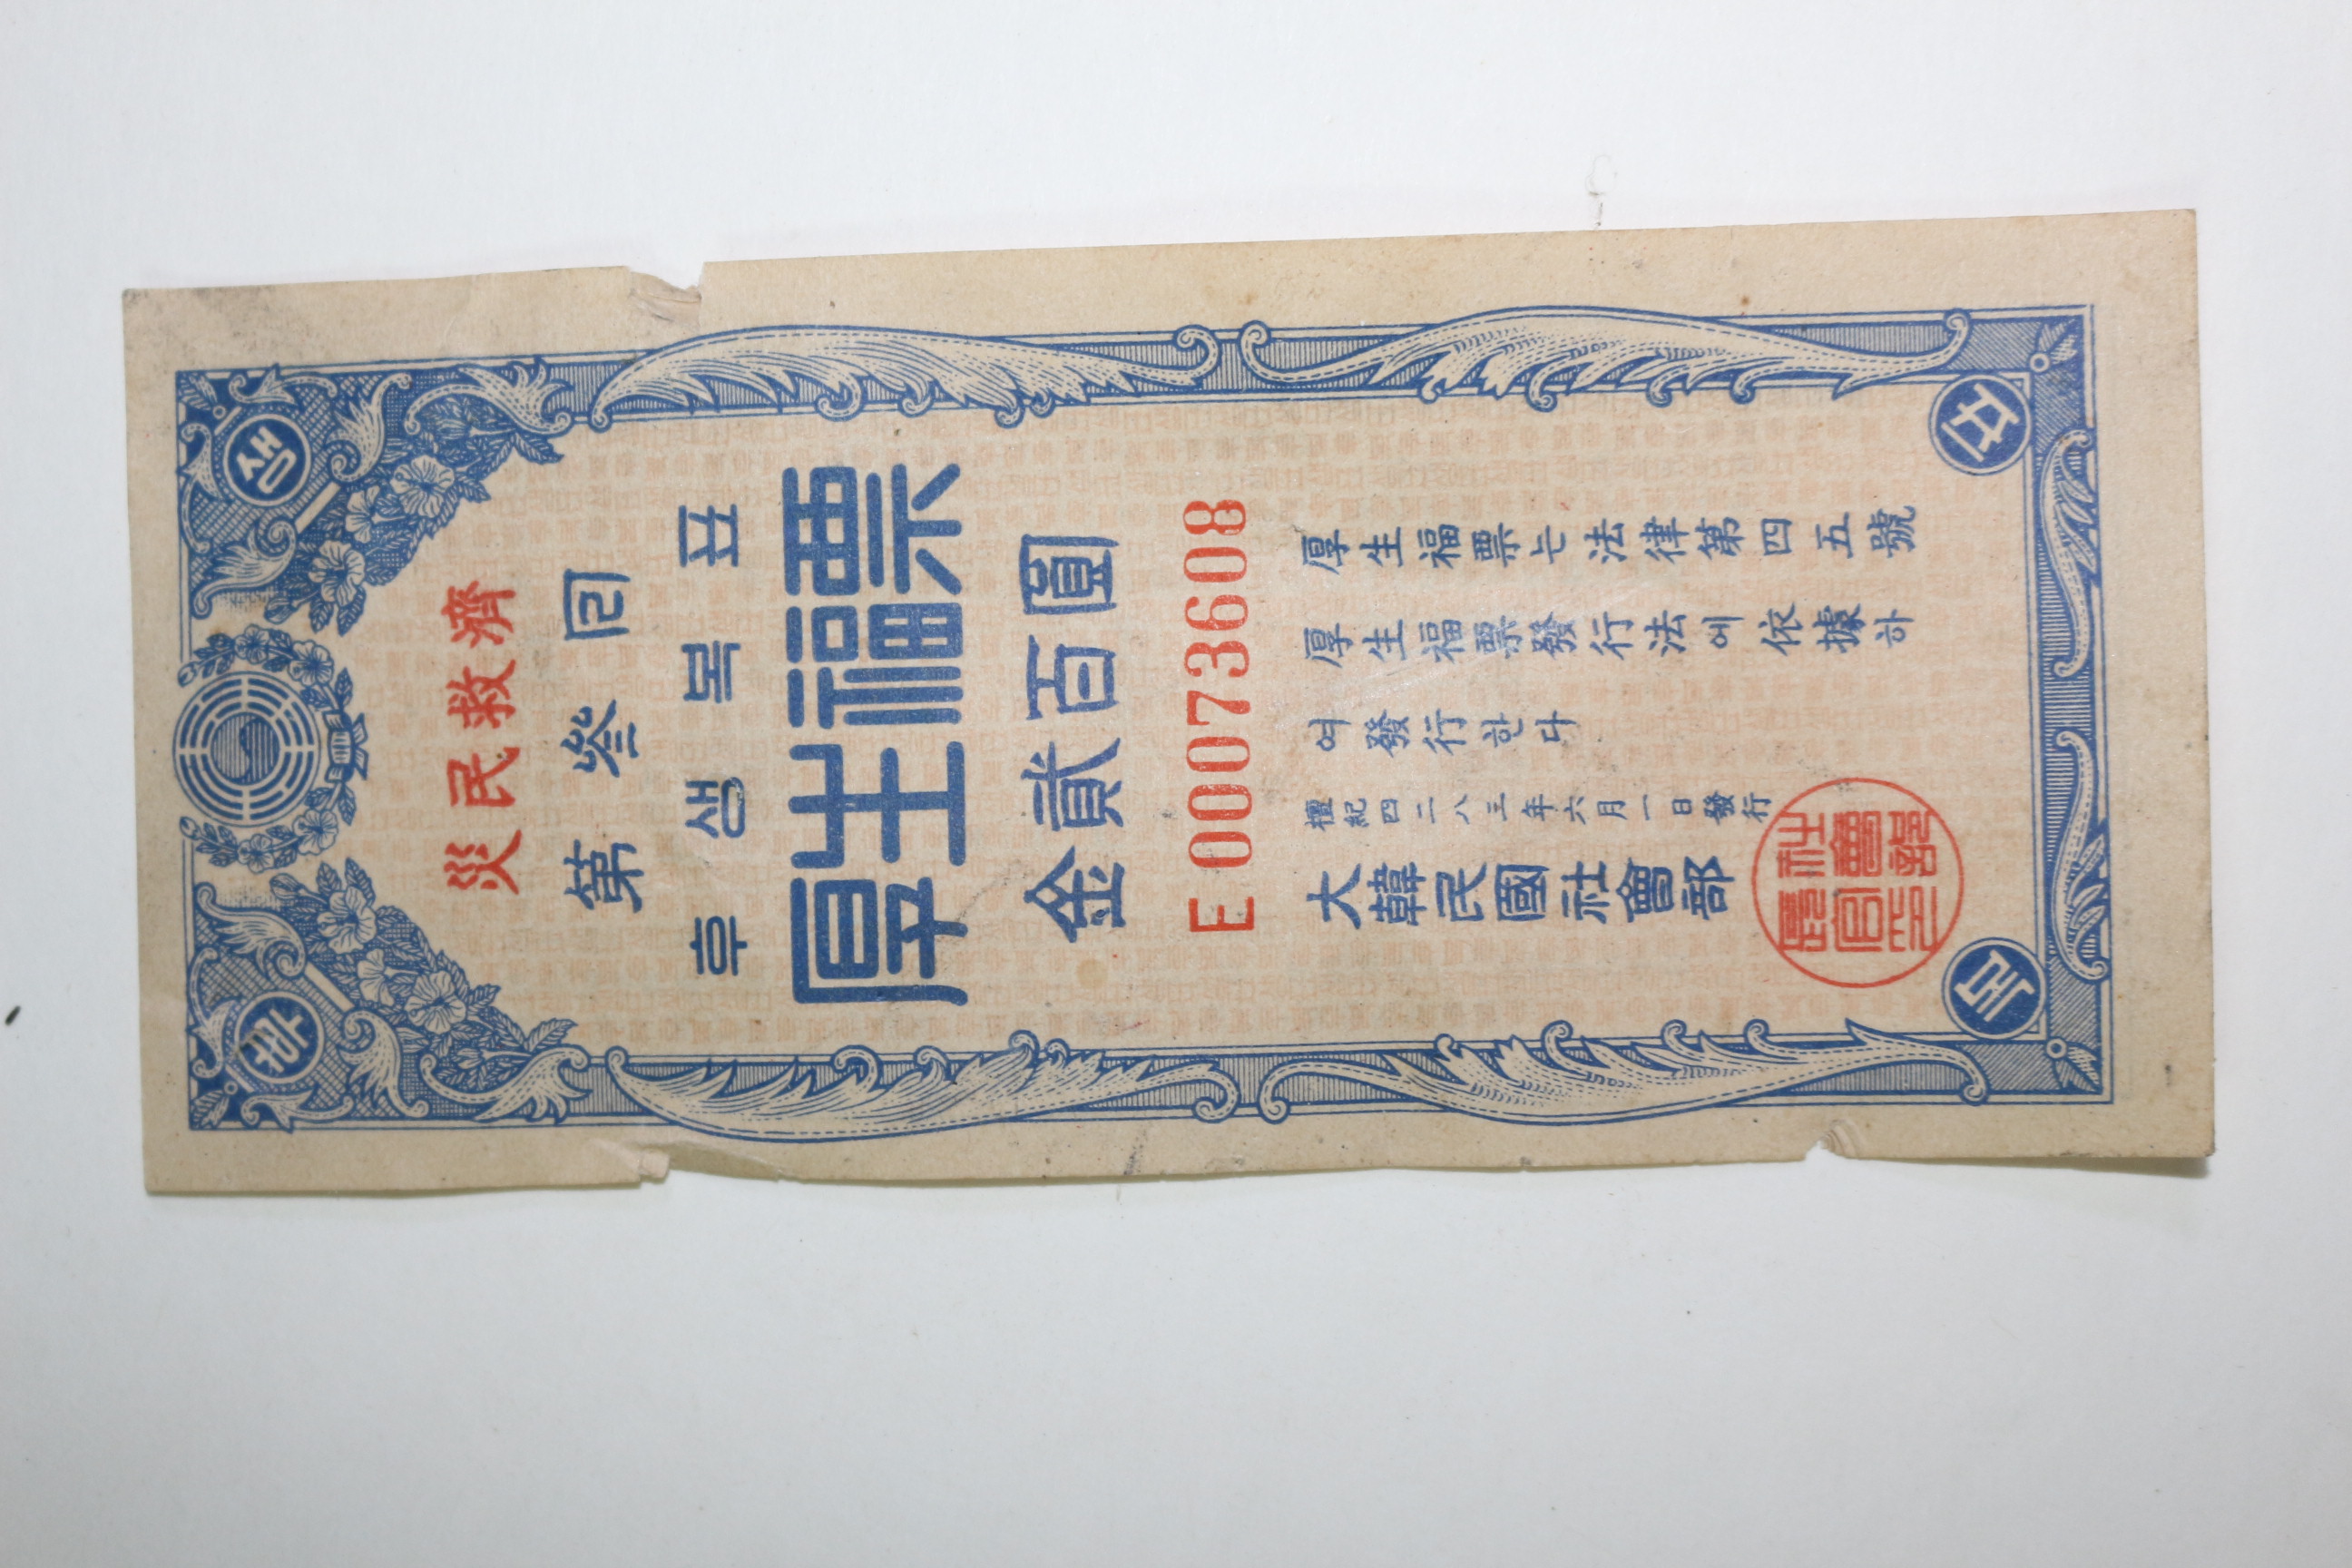 후 생
災民救濟
第叅回
후생복표
厚生福票
金貳百圓
E 00073608
厚生福票는法律第四五號
厚生福票發行法에依據하
여發行한다
檀紀四二八三年六月一日發行
大韓民國社會部
社會部
長官印
복 표